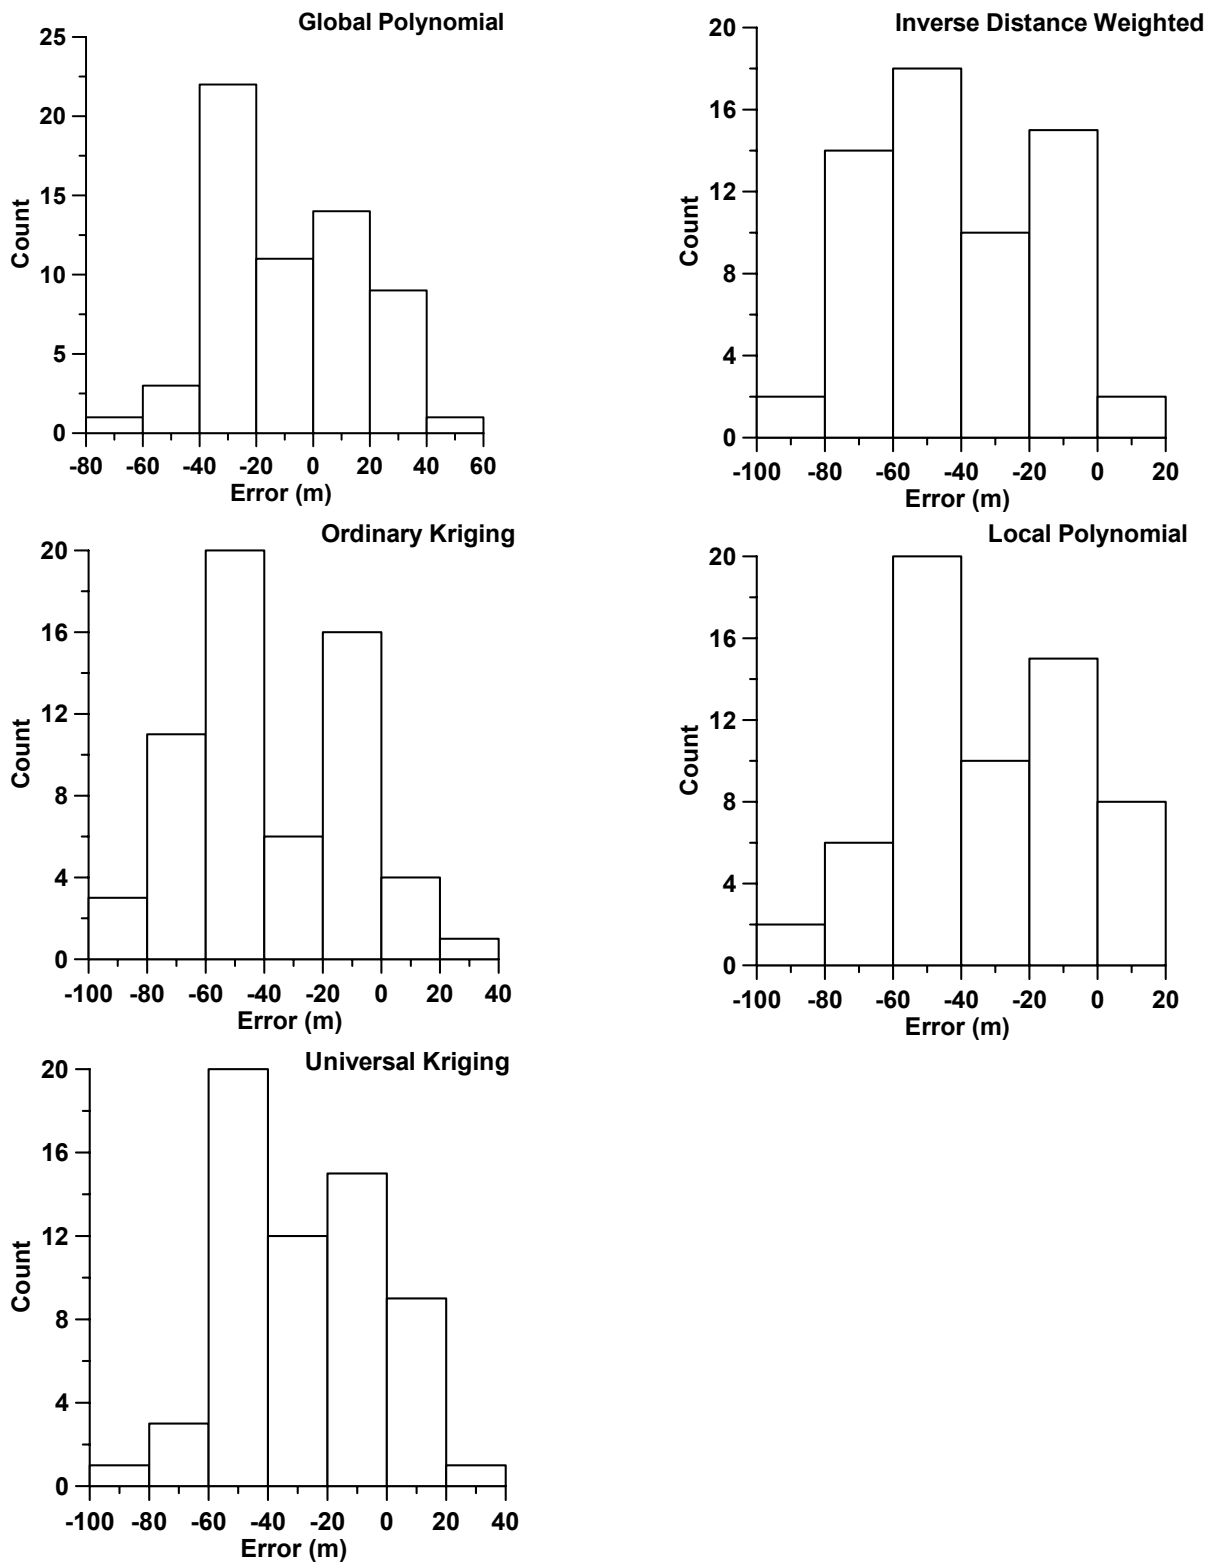 Global Polynomial
25
20
15
10
5
0
Count
-80 -60 -40 -20 0 20 40 60
Error (m)
Inverse Distance Weighted
20
16
12
8
4
0
Count
-100 -80 -60 -40 -20 0 20
Error (m)
Ordinary Kriging
20
16
12
8
4
0
Count
-100 -80 -60 -40 -20 0 20 40
Error (m)
Local Polynomial
20
16
12
8
4
0
Count
-100 -80 -60 -40 -20 0 20
Error (m)
Universal Kriging
20
16
12
8
4
0
Count
-100 -80 -60 -40 -20 0 20 40
Error (m)